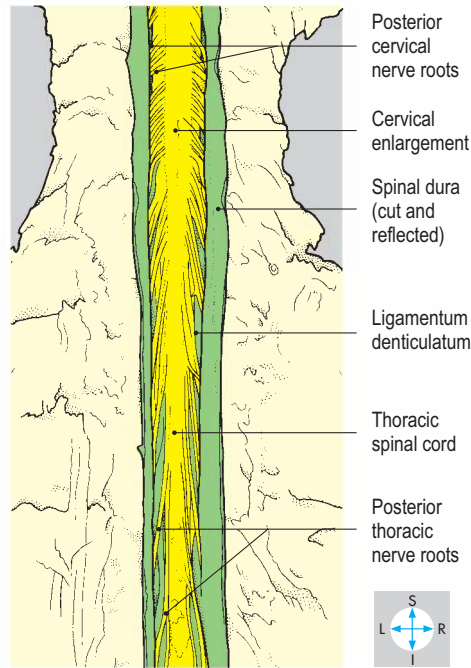 Posterior
cervical
nerve roots
Cervical
enlargement
Spinal dura
(cut and
reflected)
Ligamentum
denticulatum
Thoracic
spinal cord
Posterior
thoracic
nerve roots
S
L R
I